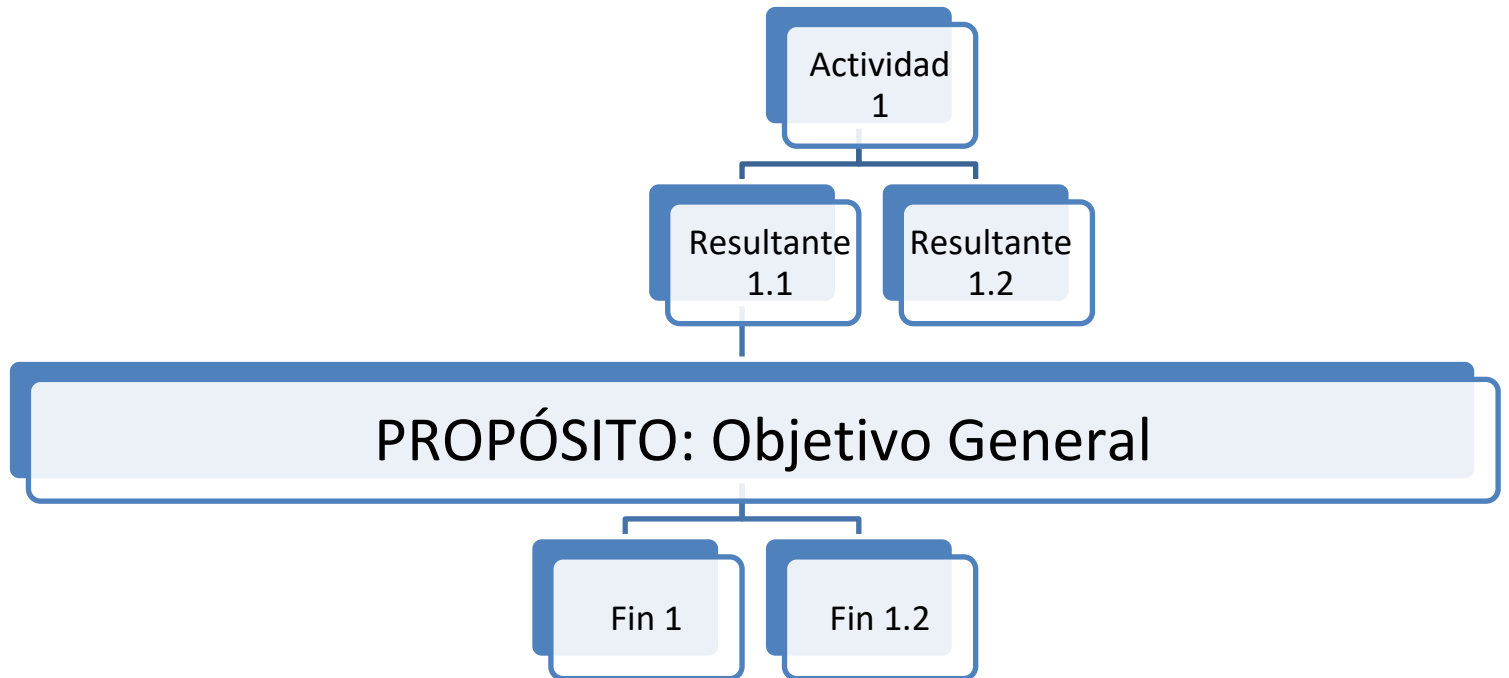 Actividad
1
Resultante
1.1
Resultante
1.2
PROPÓSITO: Objetivo General
Fin 1
Fin 1.2